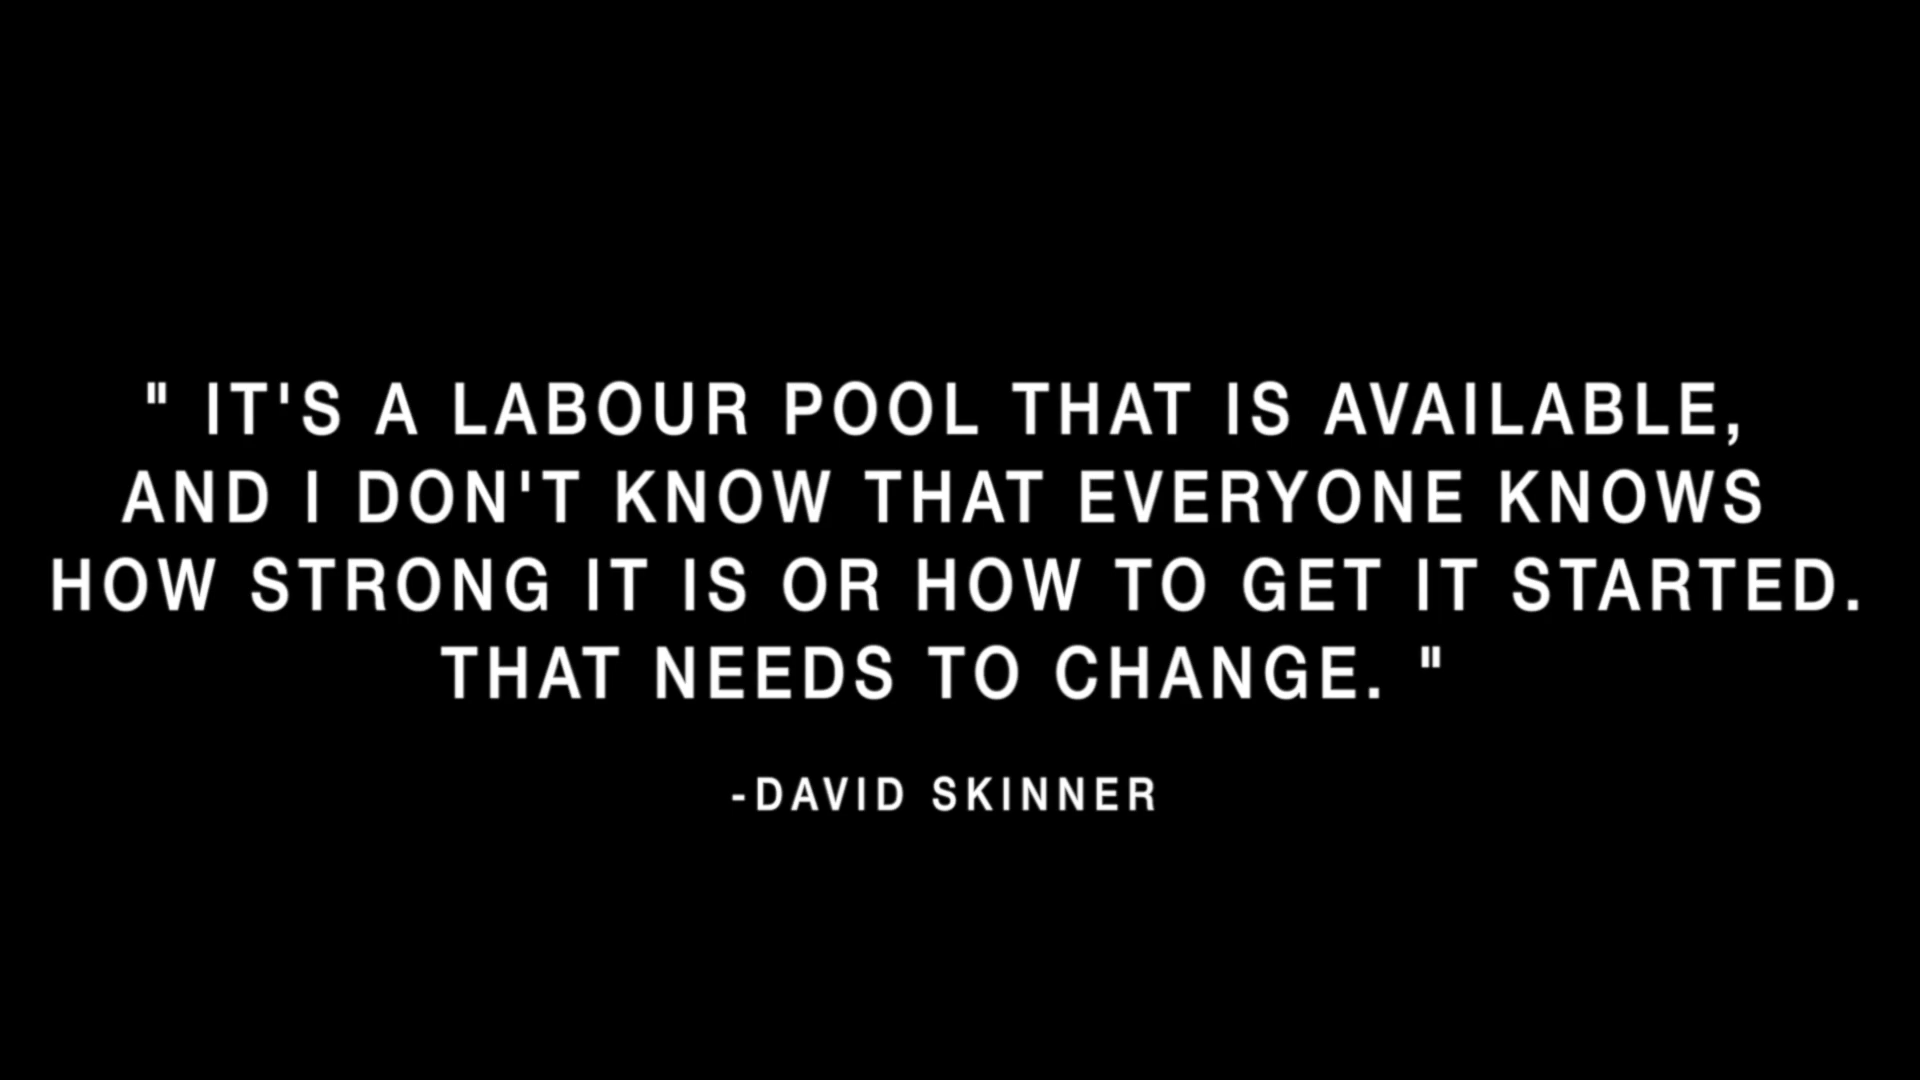 " IT'S A LABOUR POOL THAT IS AVAILABLE,
AND I DON'T KNOW THAT EVERYONE KNOWS
HOW STRONG IT IS OR HOW TO GET IT STARTED.
THAT NEEDS TO CHANGE. "
-DAVID SKINNER